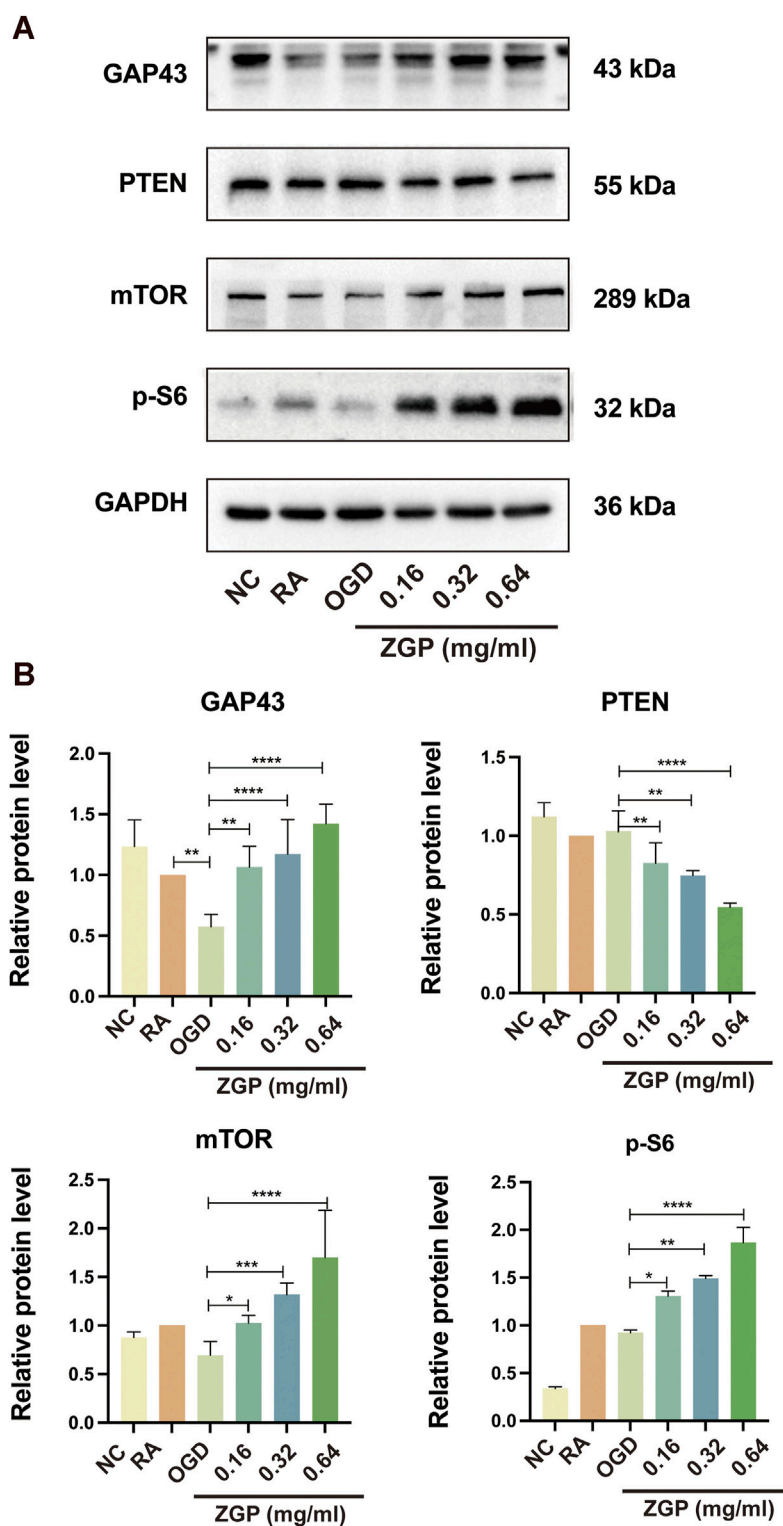 A
GAP43 43 kDa
PTEN 55 kDa
mTOR 289 kDa
p-S6 32 kDa
GAPDH 36 kDa
NC RA OGD 0.16 0.32 0.64
ZGP (mg/ml)
B
GAP43
Relative protein level
2.0
1.5
1.0
0.5
0.0
****
****
**
**
NC RA OGD 0.16 0.32 0.64
ZGP (mg/ml)
PTEN
Relative protein level
1.5
1.0
0.5
0.0
****
**
**
NC RA OGD 0.16 0.32 0.64
ZGP (mg/ml)
mTOR
Relative protein level
2.5
2.0
1.5
1.0
0.5
0.0
****
***
*
NC RA OGD 0.16 0.32 0.64
ZGP (mg/ml)
p-S6
Relative protein level
2.5
2.0
1.5
1.0
0.5
0.0
****
**
*
NC RA OGD 0.16 0.32 0.64
ZGP (mg/ml)